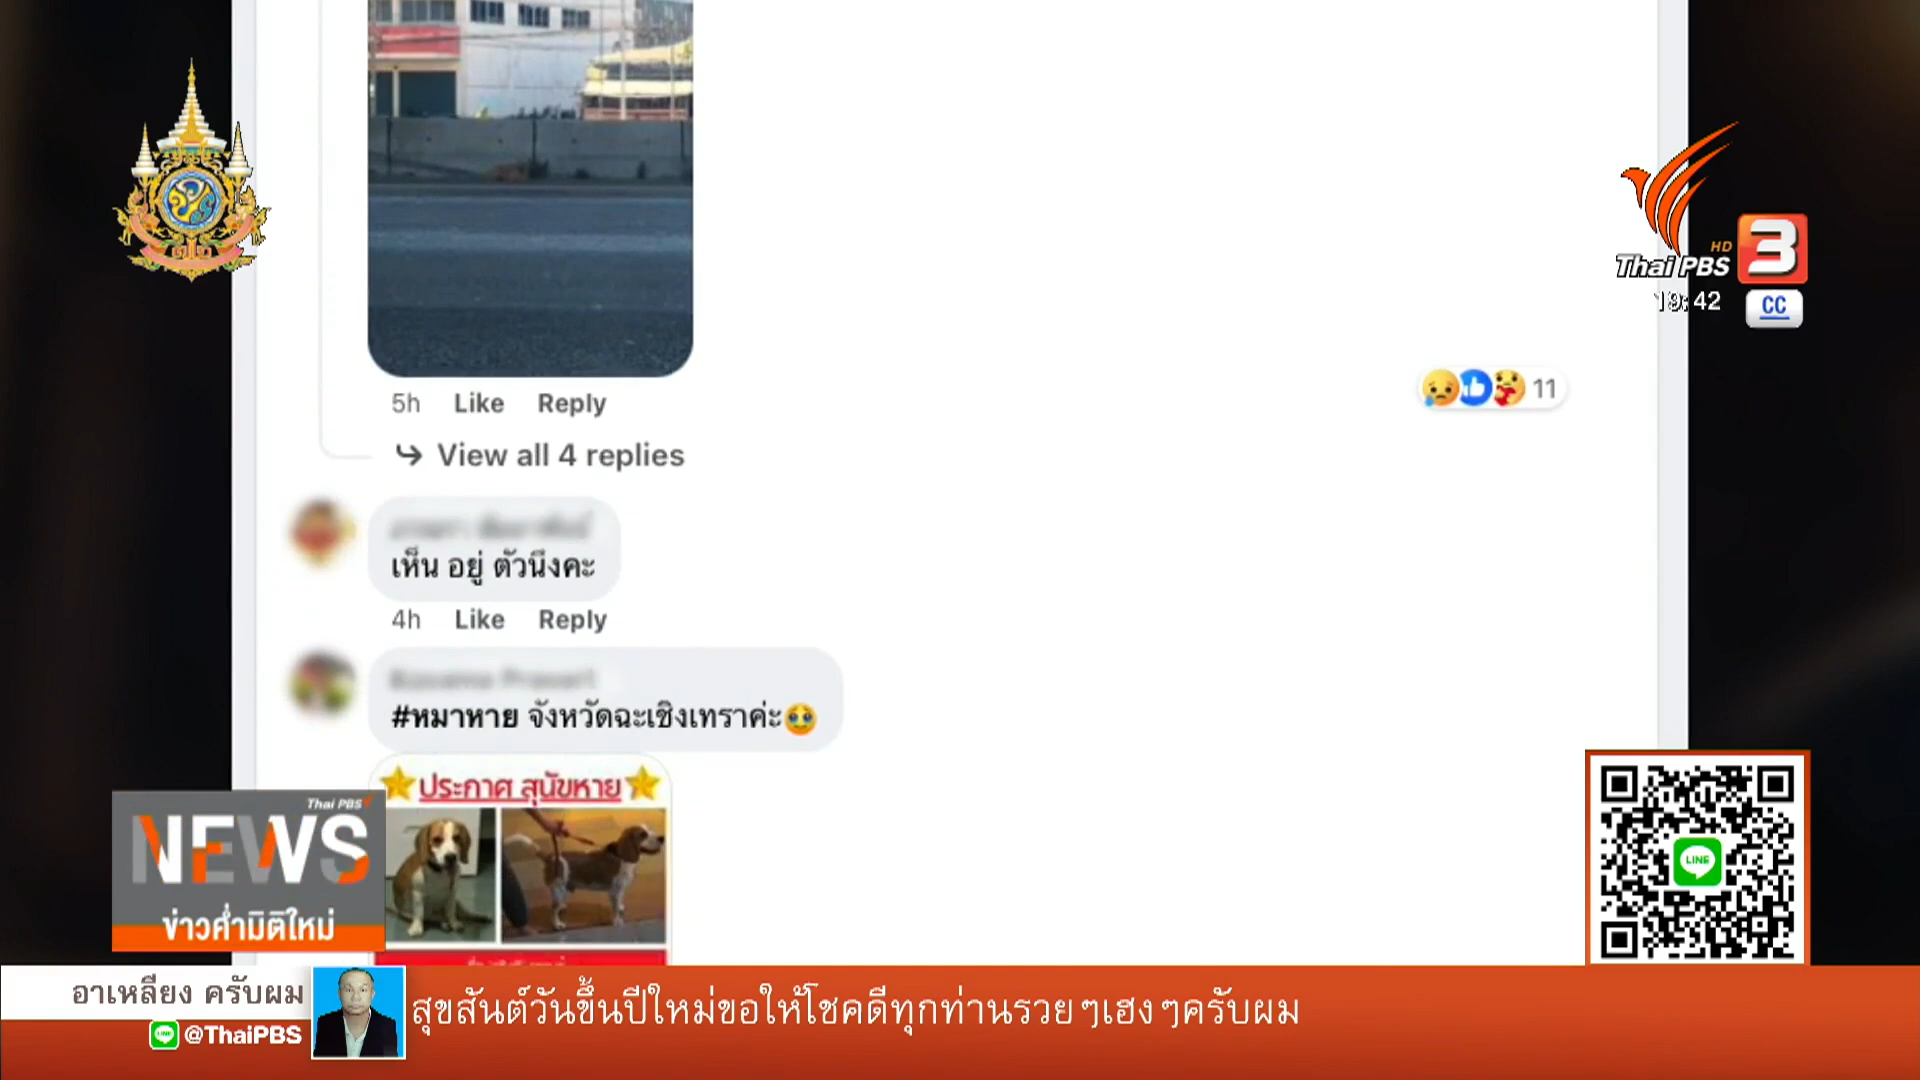 HD
Thai PBS 3
19:42 CC
5h Like Reply
11
View all 4 replies
เห็น อยู่ ตัวนึงคะ
4h Like Reply
#หมาหาย จังหวัดฉะเชิงเทราค่ะ🥹
ประกาศ สุนัขหาย
Thai PBS
NEWS
ข่าวค่ำมิติใหม่
LINE
อาเหลียง ครับผม
@ThaiPBS
สุขสันต์วันขึ้นปีใหม่ขอให้โชคดีทุกท่านรวยๆเฮงๆครับผม